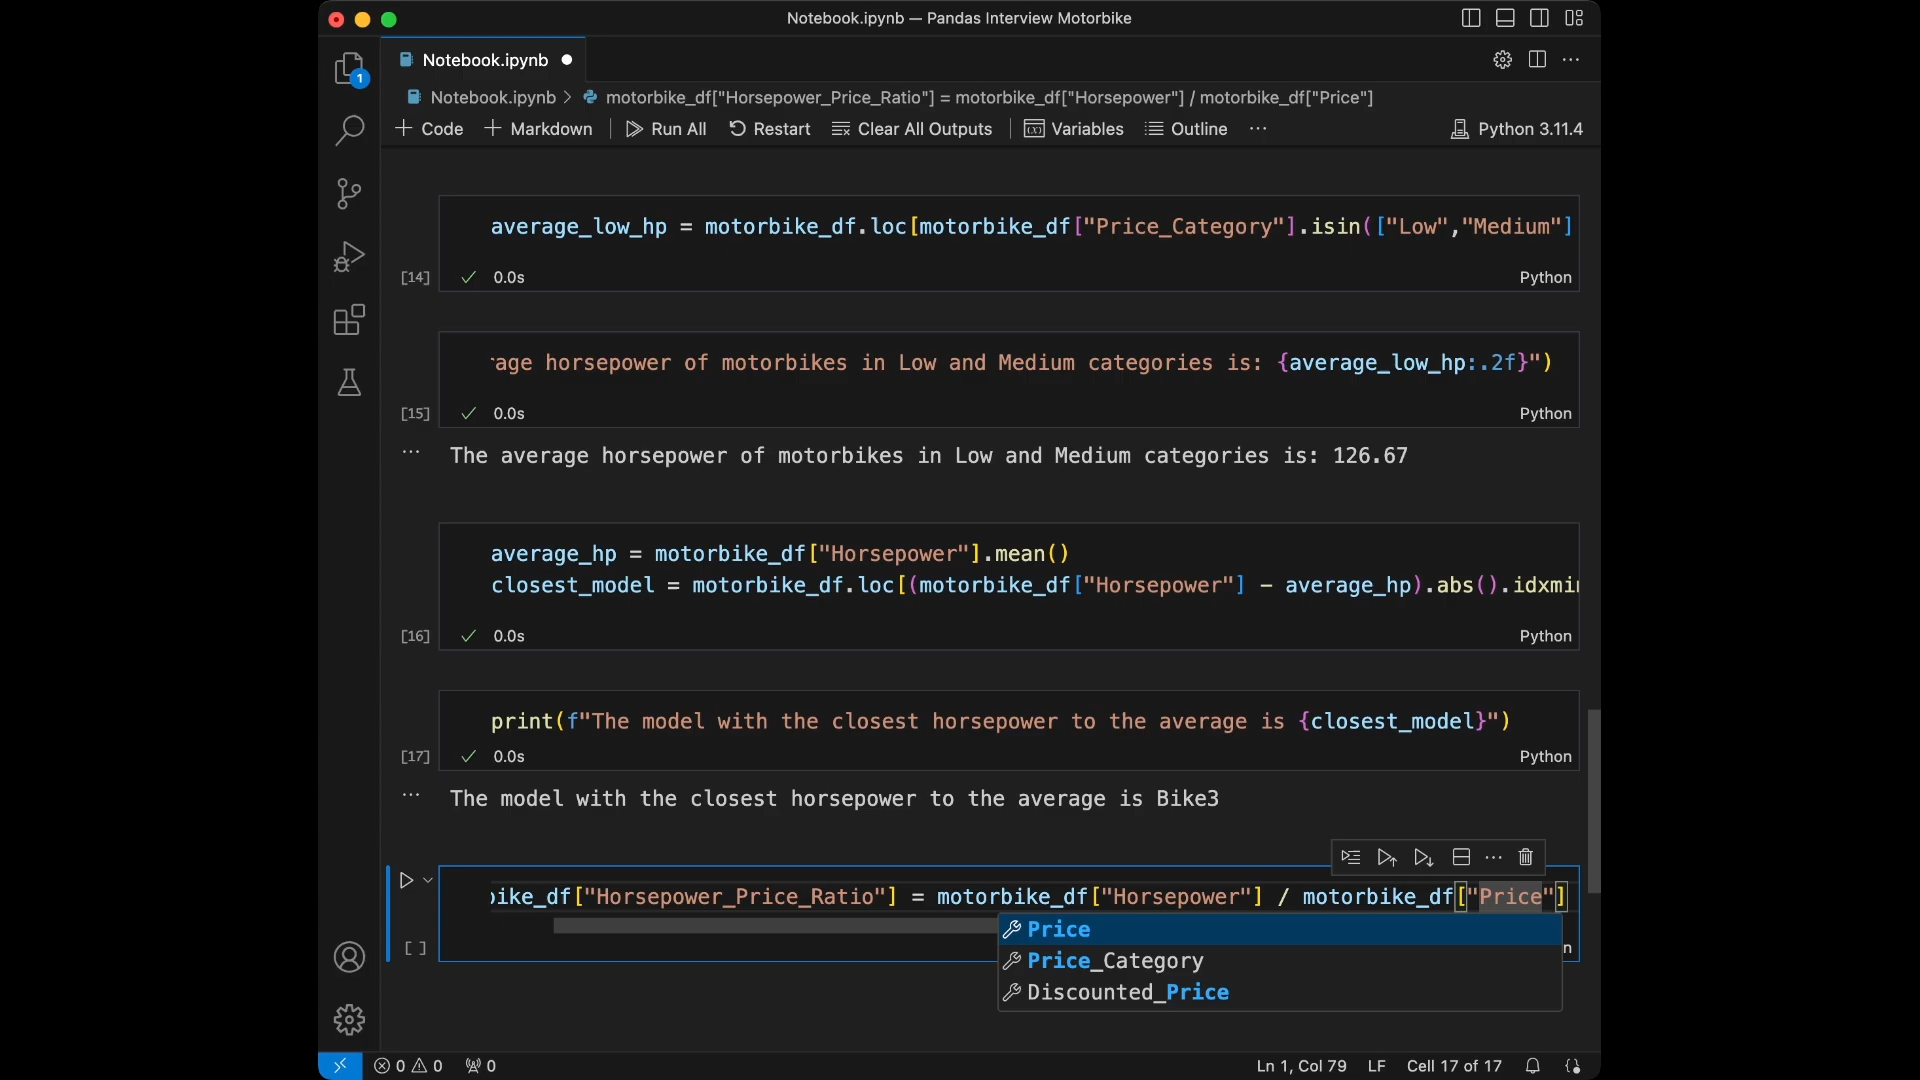 Notebook.ipynb — Pandas Interview Motorbike
1
Notebook.ipynb
Notebook.ipynb > motorbike_df["Horsepower_Price_Ratio"] = motorbike_df["Horsepower"] / motorbike_df["Price"]
+ Code + Markdown Run All Restart Clear All Outputs Variables Outline ... Python 3.11.4
average_low_hp = motorbike_df.loc[motorbike_df["Price_Category"].isin(["Low","Medium"]
[14] ✓ 0.0s Python
rage horsepower of motorbikes in Low and Medium categories is: {average_low_hp:.2f}")
[15] ✓ 0.0s Python
... The average horsepower of motorbikes in Low and Medium categories is: 126.67
average_hp = motorbike_df["Horsepower"].mean()
closest_model = motorbike_df.loc[(motorbike_df["Horsepower"] - average_hp).abs().idxmi
[16] ✓ 0.0s Python
print(f"The model with the closest horsepower to the average is {closest_model}")
[17] ✓ 0.0s Python
... The model with the closest horsepower to the average is Bike3
bike_df["Horsepower_Price_Ratio"] = motorbike_df["Horsepower"] / motorbike_df["Price"]
Price
[ ] n
Price_Category
Discounted_Price
0 0 0 Ln 1, Col 79 LF Cell 17 of 17